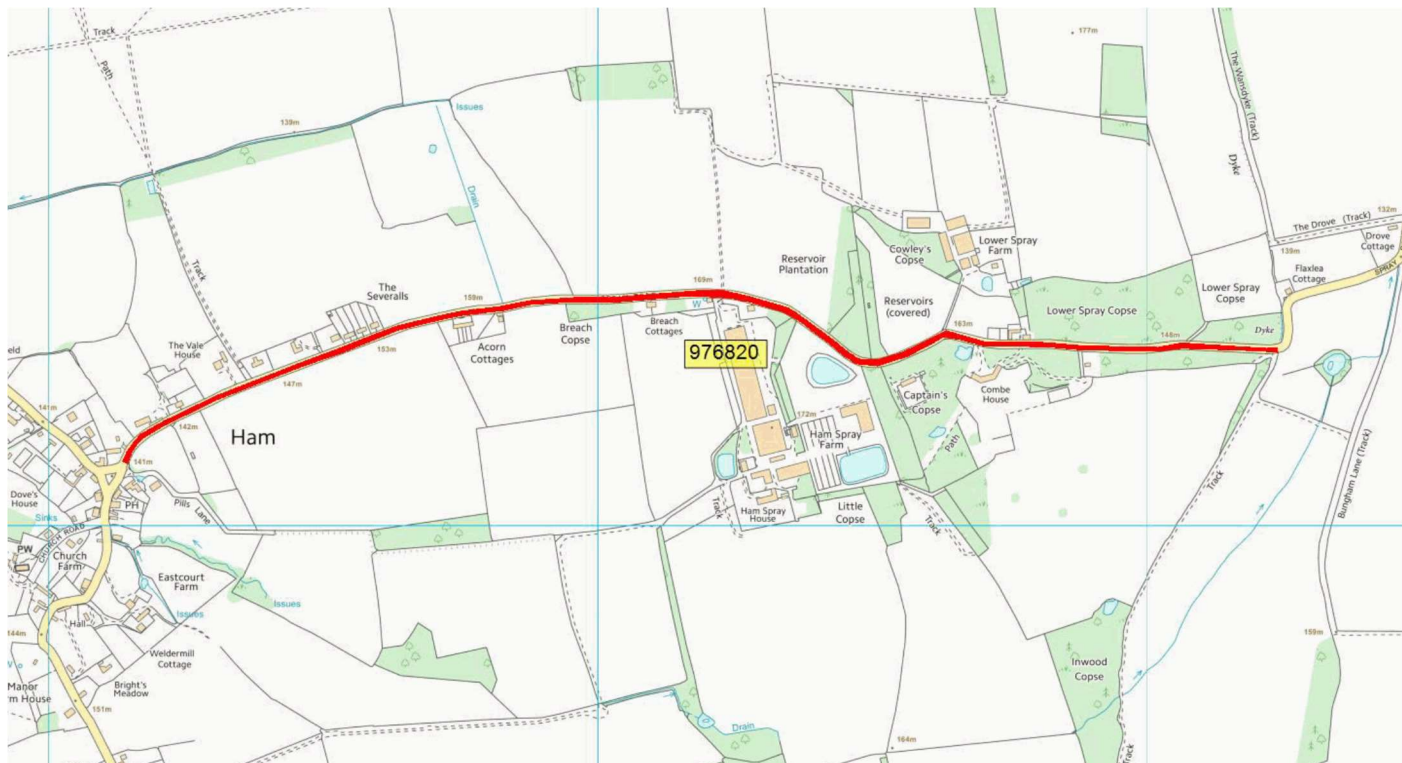 Track
Path
177m
The Wansdyke (Track)
Dyke
Issues
139m
Drain
Track
132m
The Drove (Track)
Drove
Cottage
139m
SPRAY
Flaxlea
Cottage
Cowley's
Copse
Lower Spray
Farm
Reservoir
Plantation
169m
The
Severalls
159m
Reservoirs
(covered)
Lower Spray
Copse
Lower Spray Copse
W
163m
148m
Dyke
Breach
Copse
Breach
Cottages
Acorn
Cottages
153m
The Vale
House
976820
147m
Combe
House
Captain's
Copse
141m
142m
172m
Ham
Ham Spray
Farm
141m
Path
Bungham Lane (Track)
Track
Dove's
House
PH
Pills Lane
Track
Ham Spray
House
Little
Copse
Track
Sinks
CHURCH ROAD
PW
Church
Farm
Eastcourt
Farm
Issues
Issues
Hall
144m
159m
Weldermill
Cottage
Inwood
Copse
Manor
rm House
Bright's
Meadow
151m
Drain
164m
Track